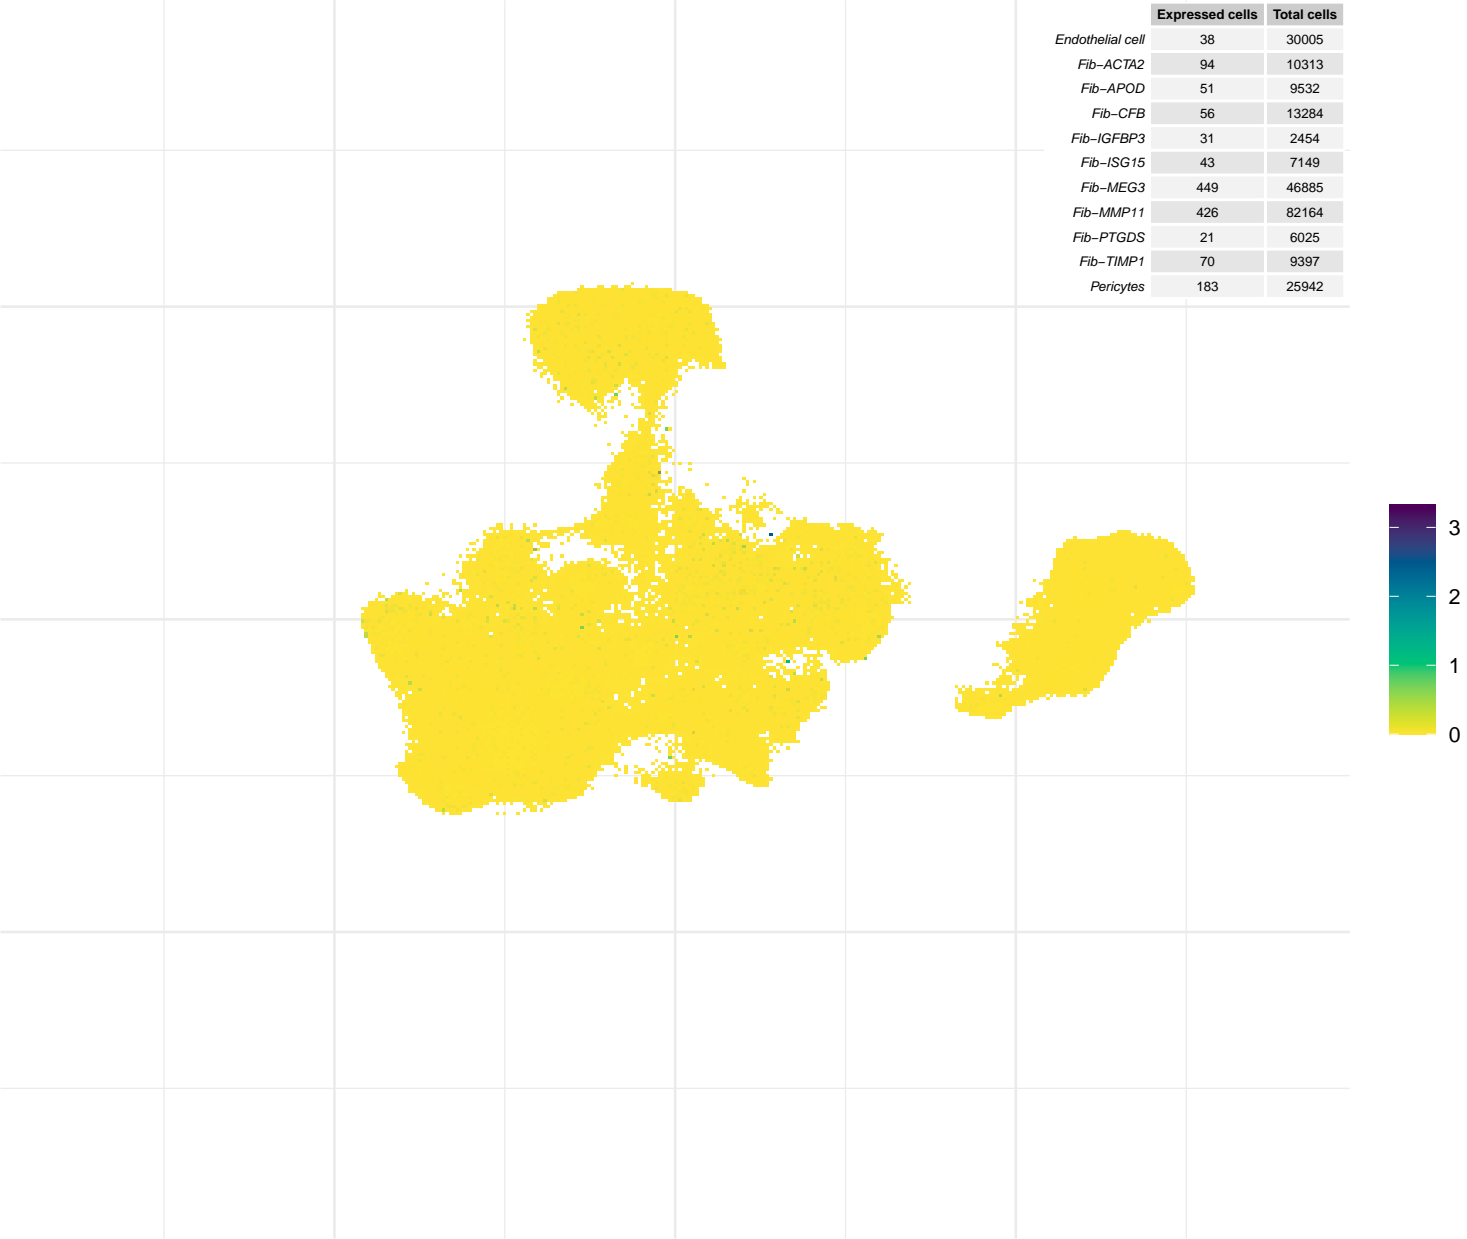 Expressed cells Total cells
Endothelial cell 38 30005
Fib−ACTA2 94 10313
Fib−APOD 51 9532
Fib−CFB 56 13284
Fib−IGFBP3 31 2454
Fib−ISG15 43 7149
Fib−MEG3 449 46885
Fib−MMP11 426 82164
Fib−PTGDS 21 6025
Fib−TIMP1 70 9397
Pericytes 183 25942
3
2
1
0